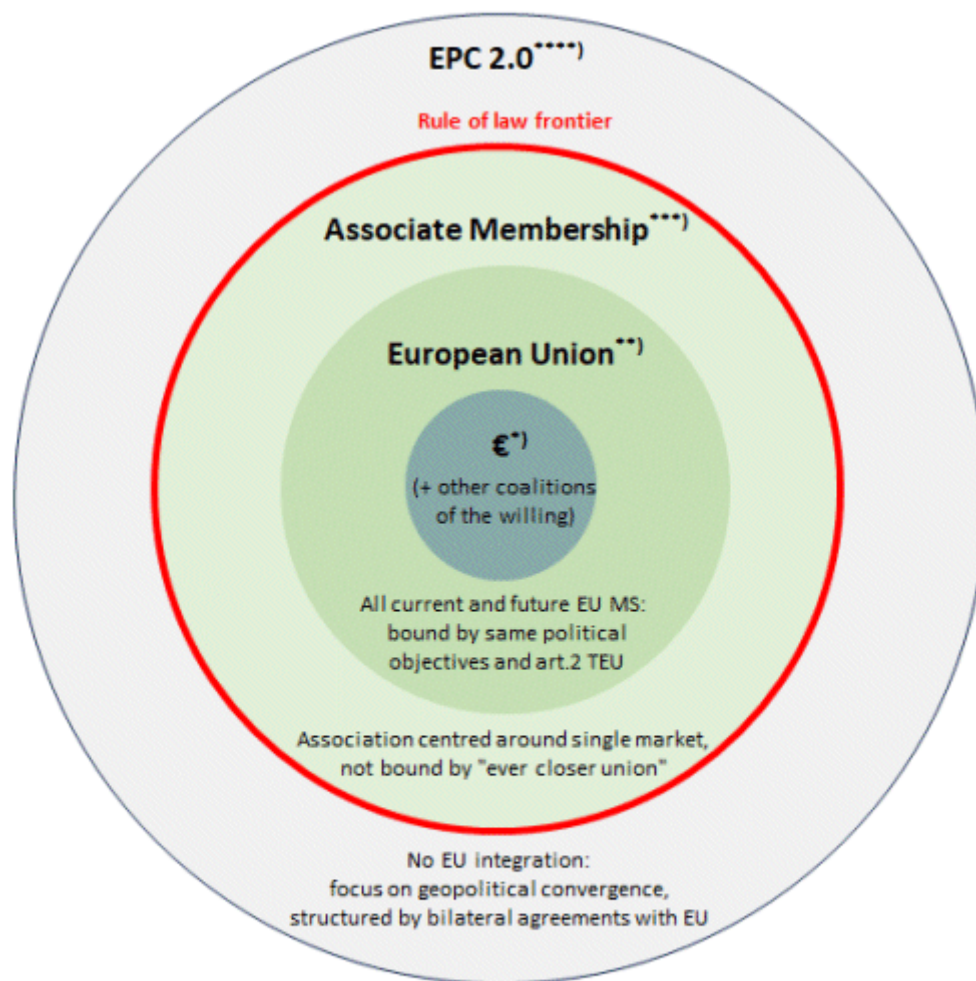 EPC 2.0****)
Rule of law frontier
Associate Membership***)
European Union**)
€*)
(+ other coalitions
of the willing)
All current and future EU MS:
bound by same political
objectives and art.2 TEU
Association centred around single market,
not bound by "ever closer union"
No EU integration:
focus on geopolitical convergence,
structured by bilateral agreements with EU